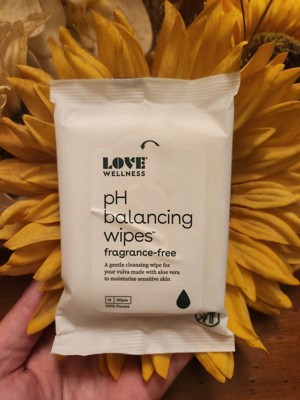 LOVE
WELLNESS
pH
balancing
wipes™
fragrance-free
A gentle cleansing wipe for
your vulva made with aloe vera
to moisturize sensitive skin
Wipes